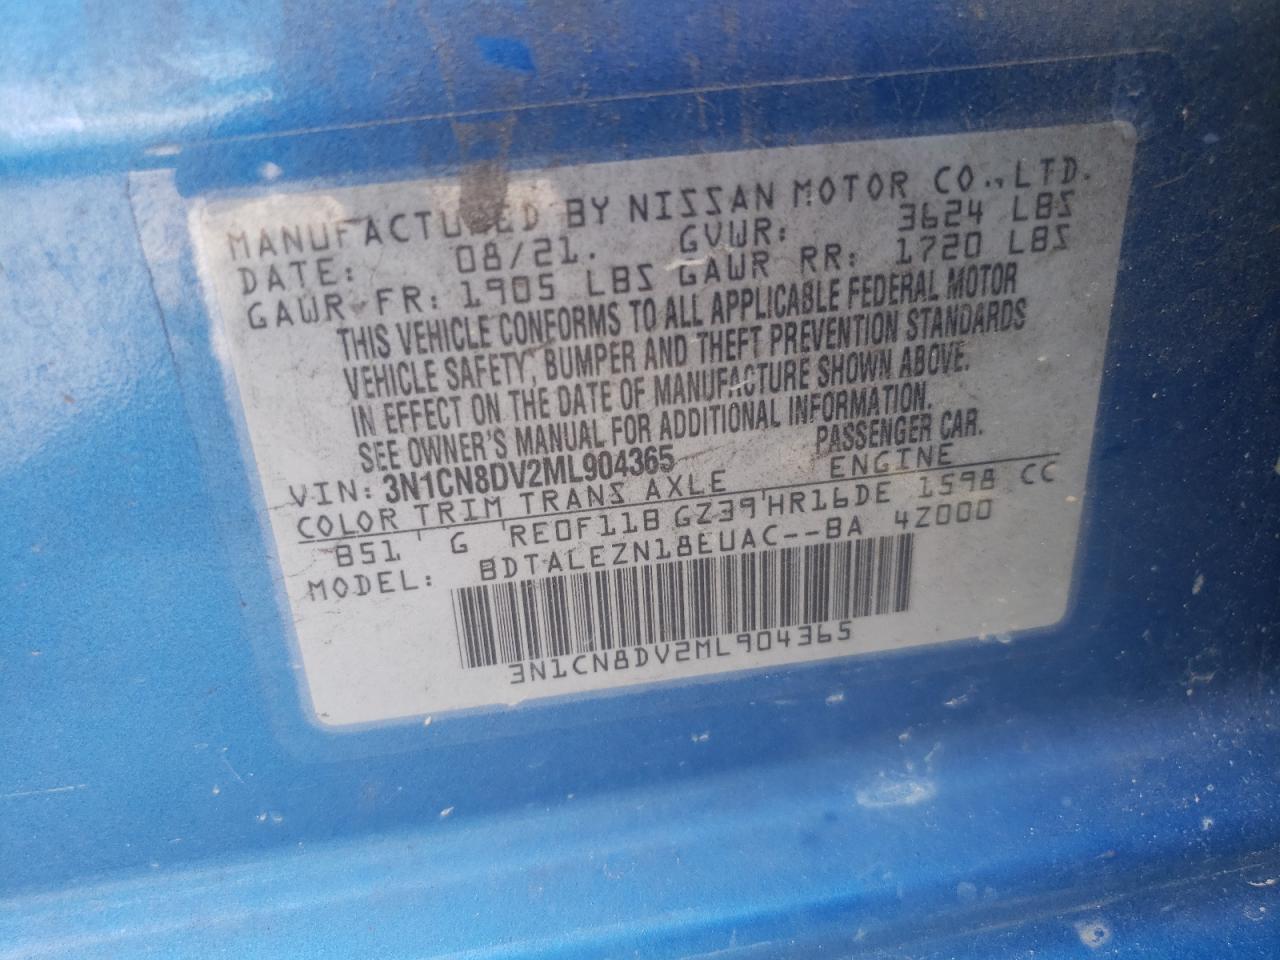 MANUFACTURED BY NISSAN MOTOR CO., LTD.
DATE: 08/21. GVWR: 3624 LBS
GAWR FR: 1905 LBS GAWR RR: 1720 LBS
THIS VEHICLE CONFORMS TO ALL APPLICABLE FEDERAL MOTOR
VEHICLE SAFETY, BUMPER AND THEFT PREVENTION STANDARDS
IN EFFECT ON THE DATE OF MANUFACTURE SHOWN ABOVE.
SEE OWNER'S MANUAL FOR ADDITIONAL INFORMATION.
VIN: 3N1CN8DV2ML904365 PASSENGER CAR.
COLOR TRIM TRANS AXLE ENGINE
B51 G RE0F11B GZ39 HR16DE 1598 CC
MODEL: BDTALEZN18EUAC--BA 42000
3N1CN8DV2ML904365